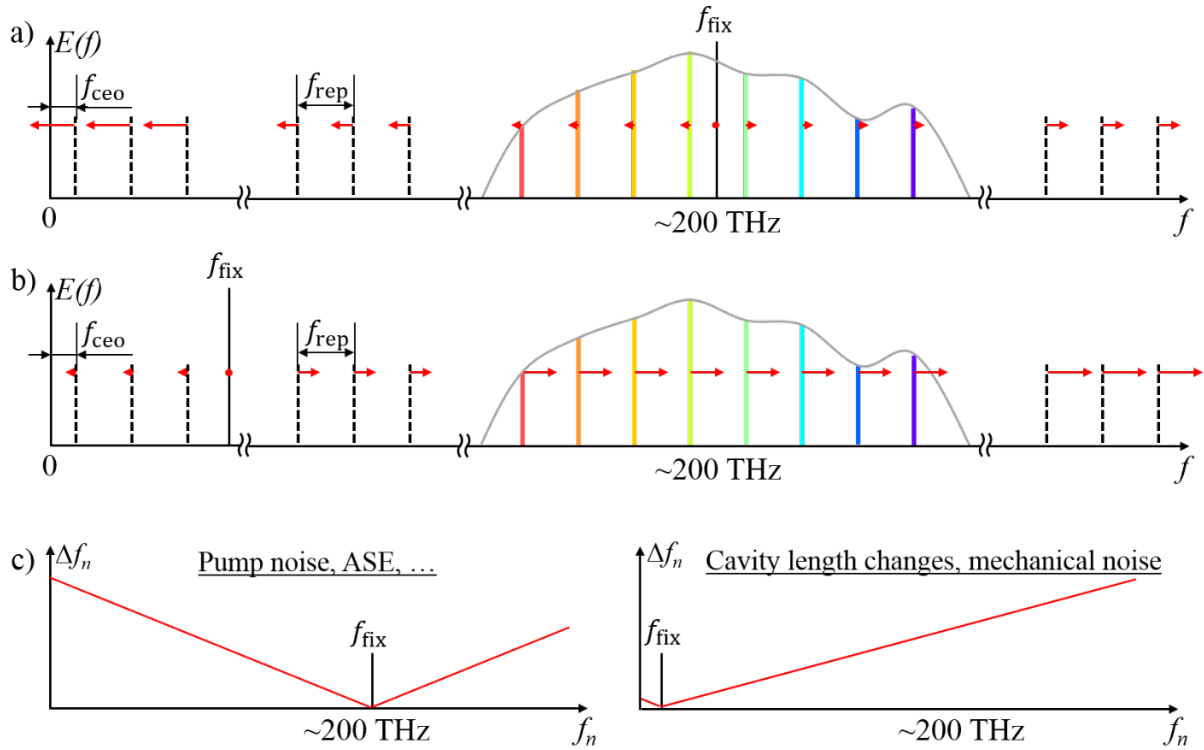 a)
E(f)
f_ceo
f_rep
f_fix
0
~200 THz
f
b)
E(f)
f_ceo
f_fix
f_rep
0
~200 THz
f
c)
Δf_n
Pump noise, ASE, …
f_fix
~200 THz
f_n
Δf_n
Cavity length changes, mechanical noise
f_fix
~200 THz
f_n